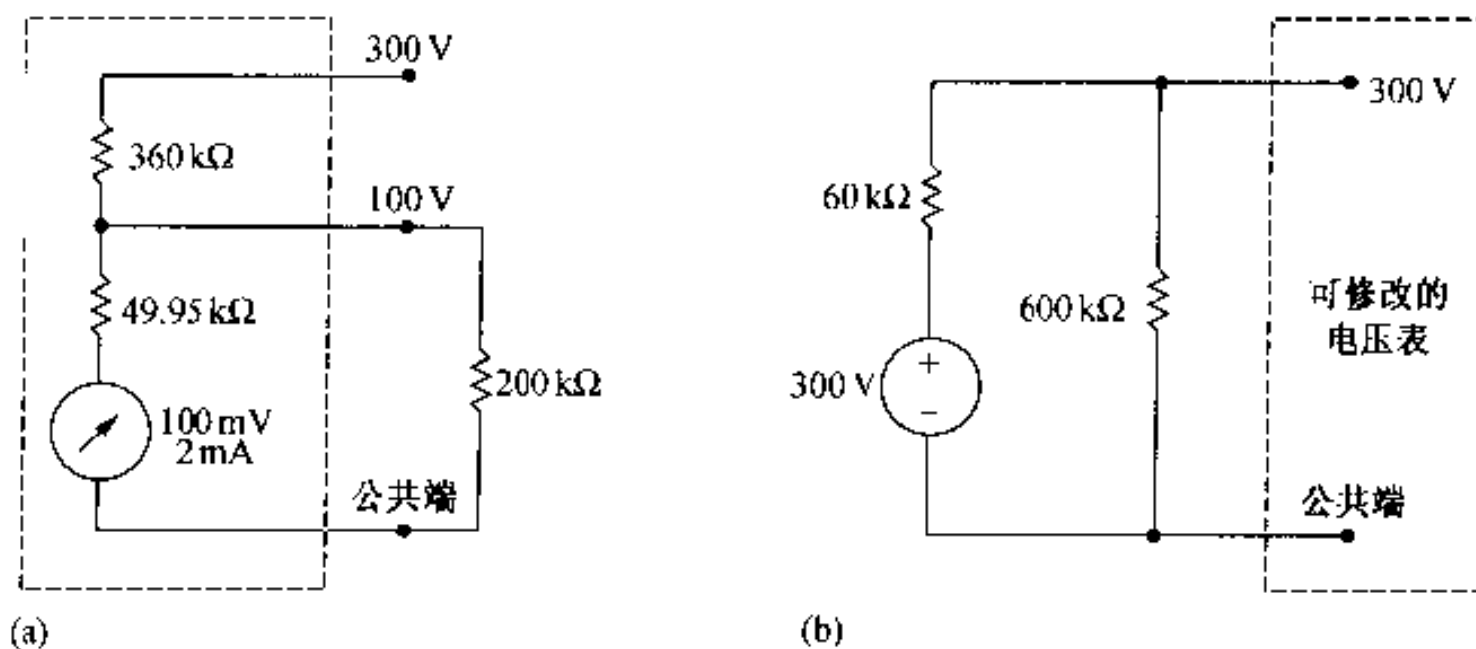 300 V
360 kΩ
100 V
49.95 kΩ
200 kΩ
100 mV
2 mA
公共端
(a)
300 V
60 kΩ
600 kΩ
可修改的
电压表
+
−
300 V
公共端
(b)